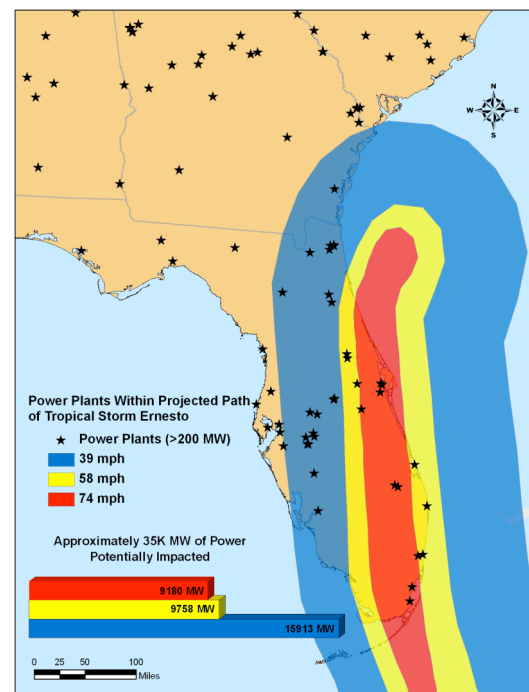 N
W E
S
Power Plants Within Projected Path
of Tropical Storm Ernesto
Power Plants (>200 MW)
39 mph
58 mph
74 mph
Approximately 35K MW of Power
Potentially Impacted
9180 MW
9758 MW
15913 MW
0 25 50 100
Miles